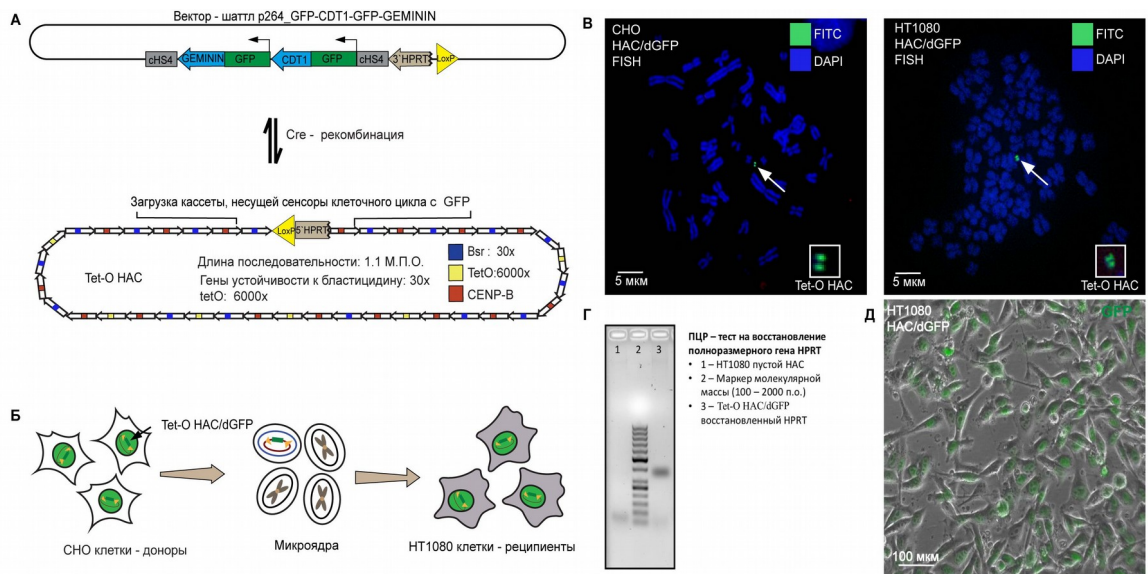 А
Вектор - шаттл p264_GFP-CDT1-GFP-GEMININ
cHS4 GEMININ GFP CDT1 GFP cHS4 3'HPRT LoxP
Cre - рекомбинация
Загрузка кассеты, несущей сенсоры клеточного цикла с GFP
LoxP 5'HPRT
Tet-O HAC
Длина последовательности: 1.1 М.П.О.
Гены устойчивости к бластицидину: 30x
tetO: 6000x
Bsr : 30x
TetO:6000x
CENP-B
Б
Tet-O HAC/dGFP
CHO клетки - доноры
Микроядра
HT1080 клетки - реципиенты
В
CHO
HAC/dGFP
FISH
FITC
DAPI
5 мкм
Tet-O HAC
HT1080
HAC/dGFP
FISH
FITC
DAPI
5 мкм
Tet-O HAC
Г
1 2 3
ПЦР – тест на восстановление
полноразмерного гена HPRT
• 1 – HT1080 пустой HAC
• 2 – Маркер молекулярной
массы (100 – 2000 п.о.)
• 3 – Tet-O HAC/dGFP
восстановленный HPRT
Д
HT1080
HAC/dGFP
GFP
100 мкм